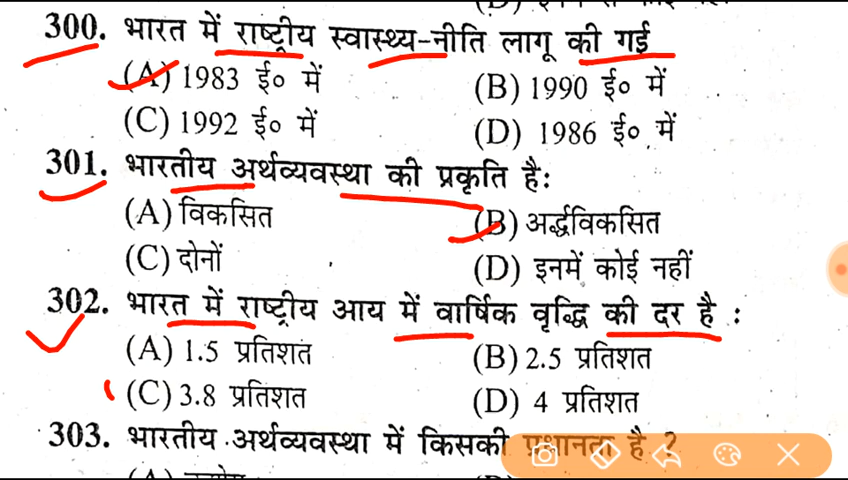 300. भारत में राष्ट्रीय स्वास्थ्य-नीति लागू की गई
(A) 1983 ई० में (B) 1990 ई० में
(C) 1992 ई० में (D) 1986 ई० में
301. भारतीय अर्थव्यवस्था की प्रकृति है:
(A) विकसित (B) अर्द्धविकसित
(C) दोनों (D) इनमें कोई नहीं
302. भारत में राष्ट्रीय आय में वार्षिक वृद्धि की दर है :
(A) 1.5 प्रतिशत (B) 2.5 प्रतिशत
(C) 3.8 प्रतिशत (D) 4 प्रतिशत
303. भारतीय अर्थव्यवस्था में किसकी प्रधानता है ?